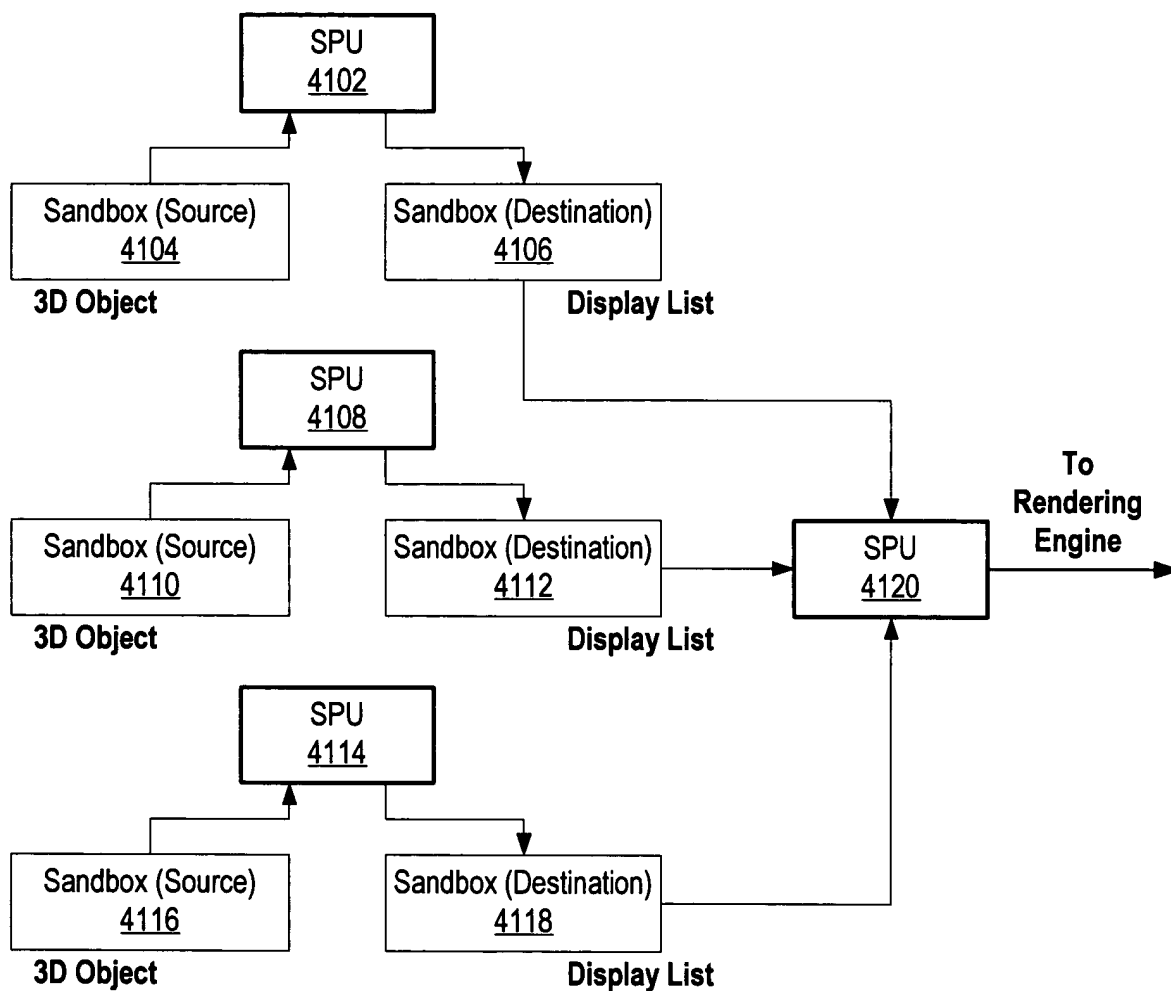 SPU
4102
Sandbox (Source)
4104
3D Object
Sandbox (Destination)
4106
Display List
SPU
4108
Sandbox (Source)
4110
3D Object
Sandbox (Destination)
4112
Display List
SPU
4120
To
Rendering
Engine
SPU
4114
Sandbox (Source)
4116
3D Object
Sandbox (Destination)
4118
Display List